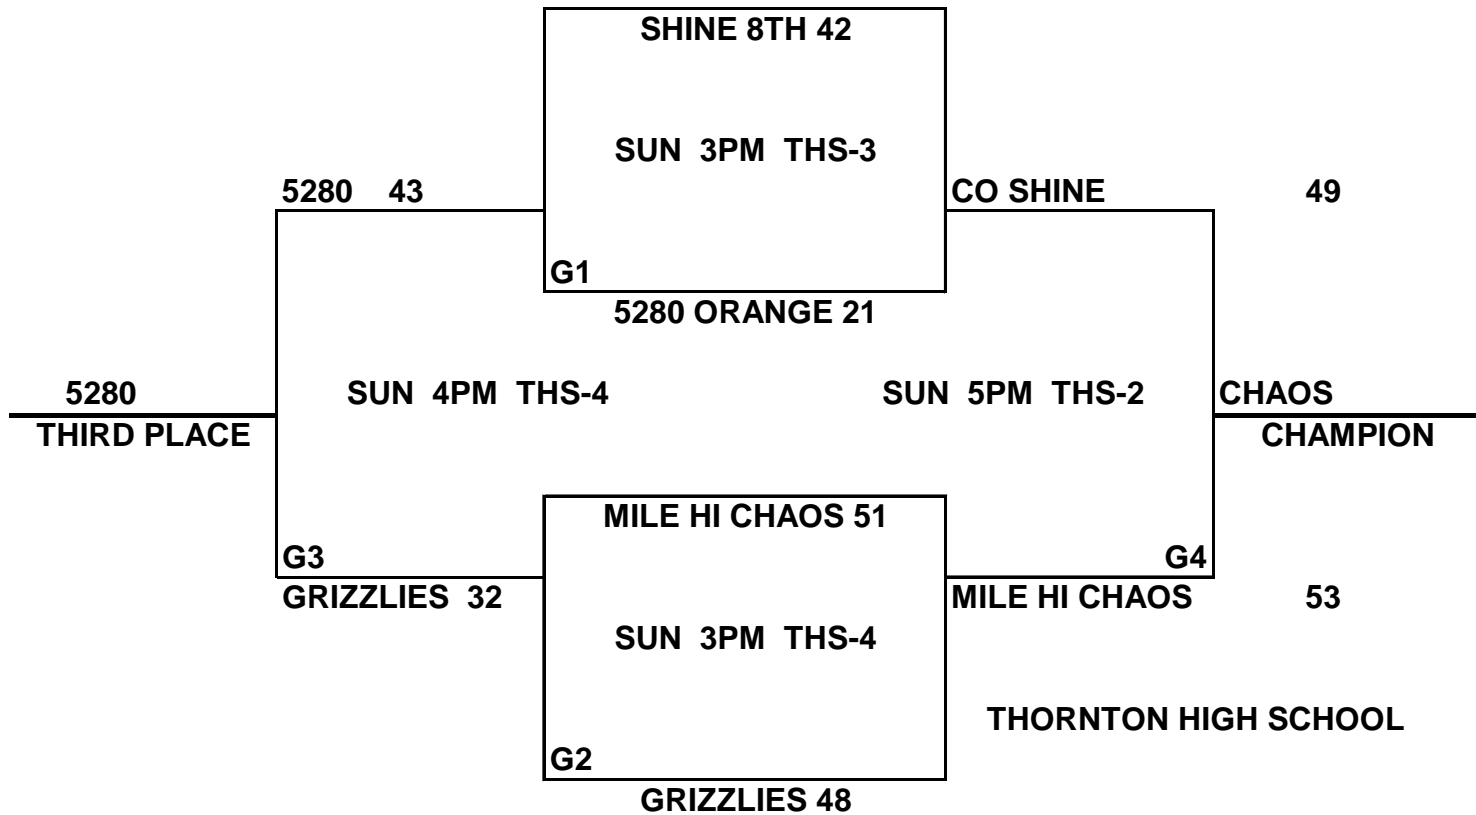 SHINE 8TH 42
SUN 3PM THS-3
5280 43
CO SHINE 49
G1
5280 ORANGE 21
5280
SUN 4PM THS-4
SUN 5PM THS-2
CHAOS
THIRD PLACE
CHAMPION
MILE HI CHAOS 51
G3
G4
GRIZZLIES 32
MILE HI CHAOS 53
SUN 3PM THS-4
THORNTON HIGH SCHOOL
G2
GRIZZLIES 48